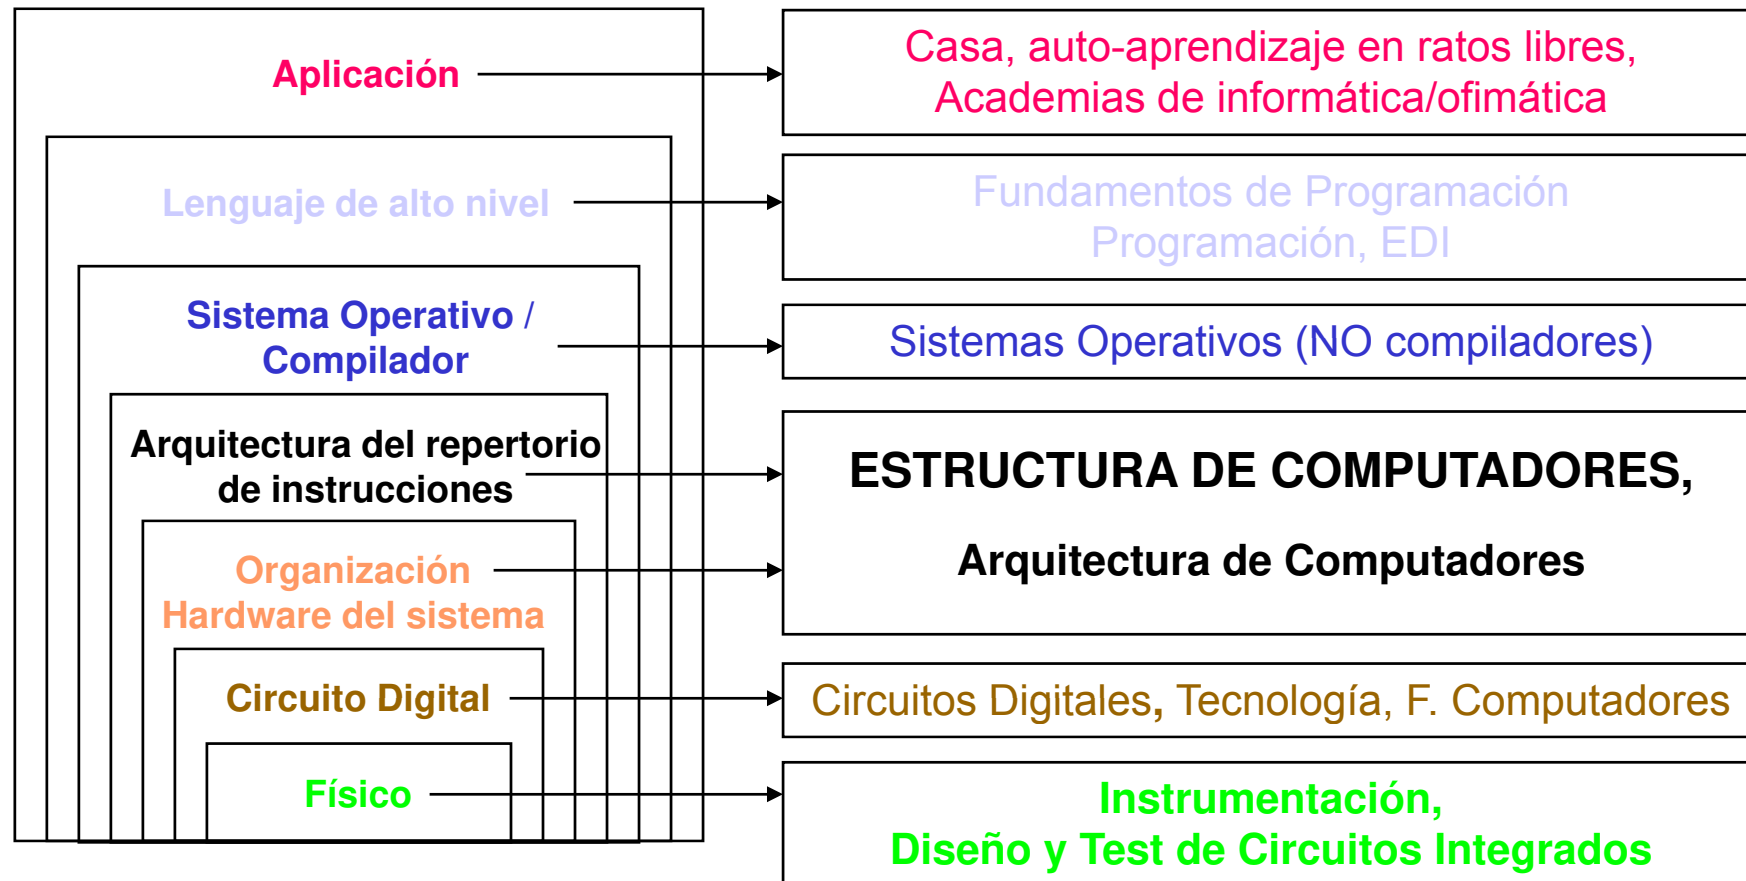 Aplicación
Casa, auto-aprendizaje en ratos libres,
Academias de informática/ofimática
Lenguaje de alto nivel
Fundamentos de Programación
Programación, EDI
Sistema Operativo /
Compilador
Sistemas Operativos (NO compiladores)
Arquitectura del repertorio
de instrucciones
ESTRUCTURA DE COMPUTADORES,
Arquitectura de Computadores
Organización
Hardware del sistema
Circuito Digital
Circuitos Digitales, Tecnología, F. Computadores
Físico
Instrumentación,
Diseño y Test de Circuitos Integrados